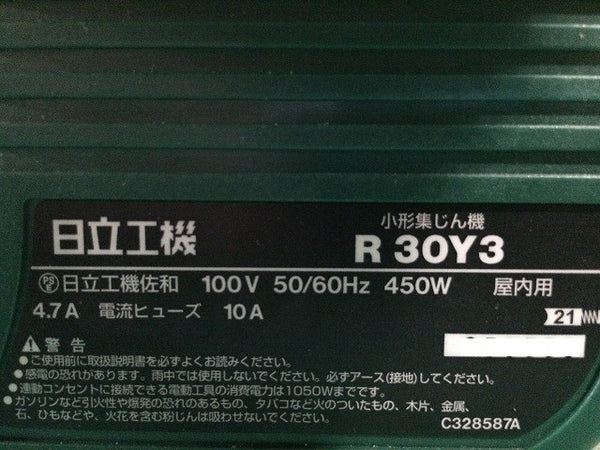 小形集じん機
日立工機 R 30Y3
PSE 日立工機佐和 100V 50/60Hz 450W 屋内用
4.7A 電流ヒューズ 10A
21
⚠警告
●ご使用前に取扱説明書を必ずよくお読みください。
●感電の恐れがあります。雨中では使用しないでください。必ずアース(接地)してください。
●連動コンセントに接続できる電動工具の消費電力は1050Wまでです。
●ガソリンなど引火性や爆発の恐れのあるもの、タバコなど火のついたもの、木片、金属、
石、ひもなどや、火花を含む粉じんは吸わせないでください。
C328587A